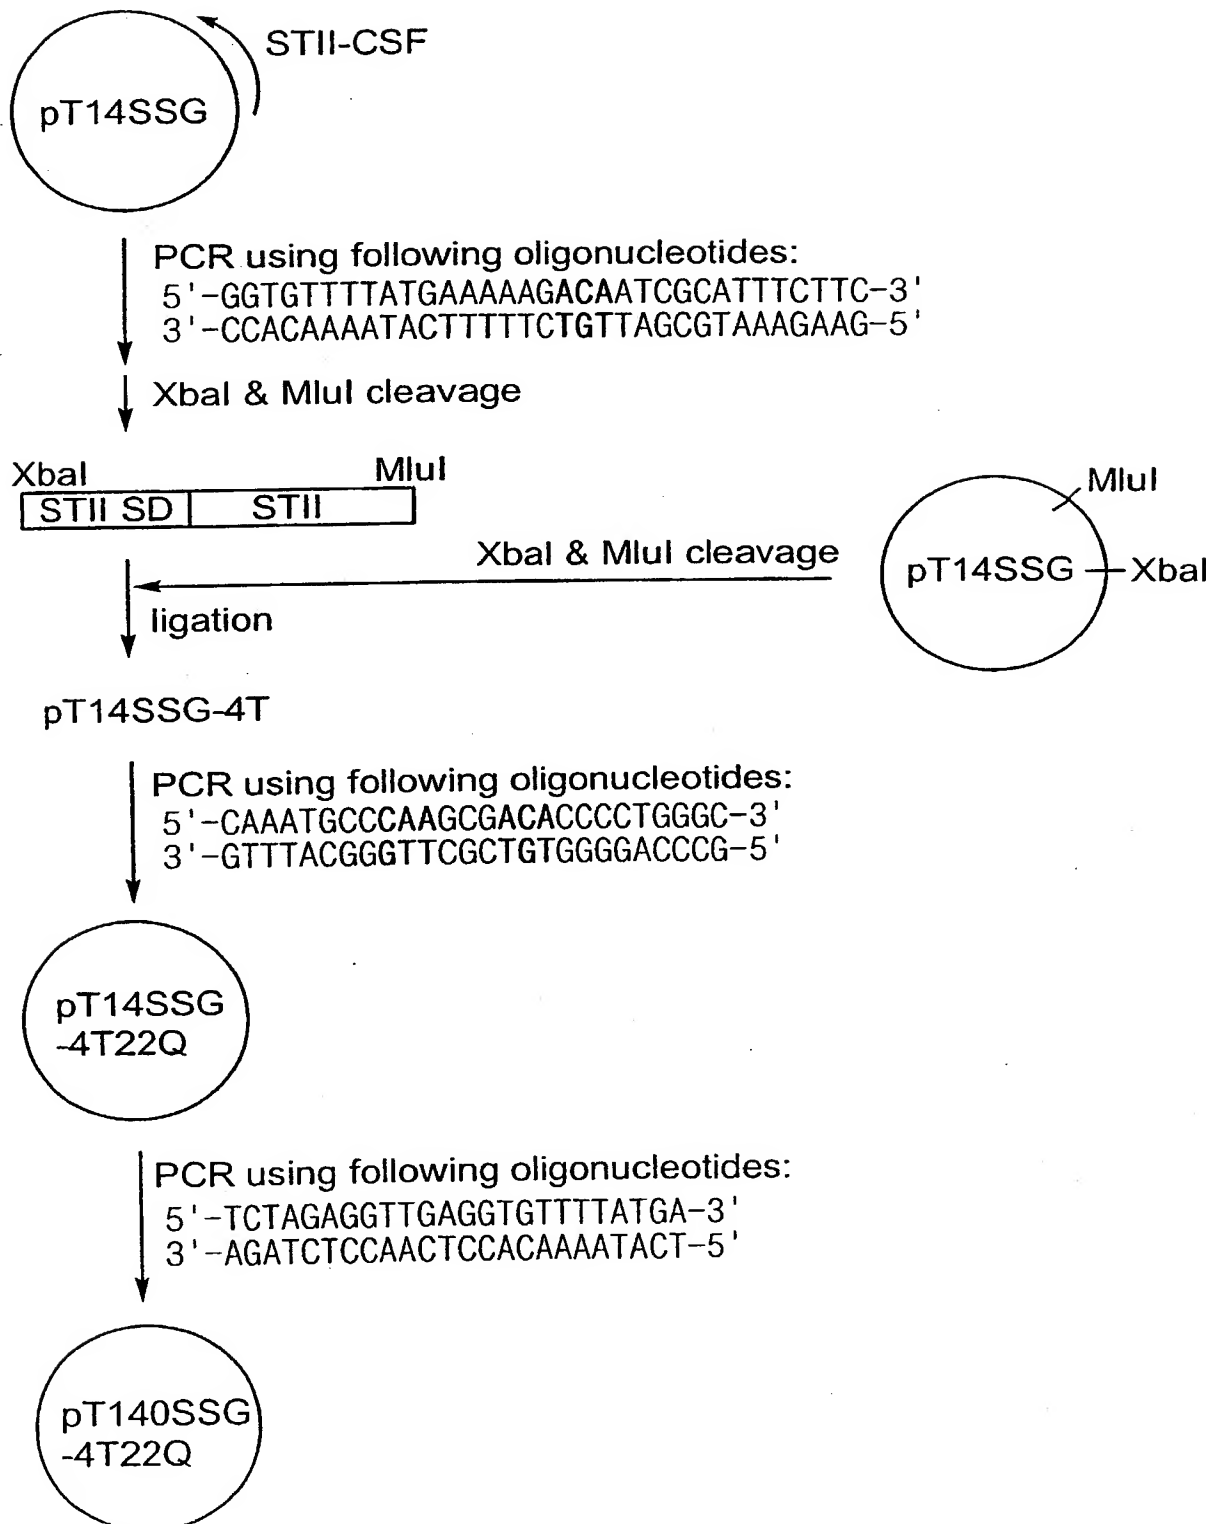 STII-CSF
pT14SSG
PCR using following oligonucleotides:
5'-GGTGTTTTATGAAAAAGACAATCGCATTTCTTC-3'
3'-CCACAAAATACTTTTTCTGTTAGCGTAAAGAAG-5'
XbaI & MluI cleavage
XbaI MluI
STII SD STII
MluI
XbaI & MluI cleavage
pT14SSG XbaI
ligation
pT14SSG-4T
PCR using following oligonucleotides:
5'-CAAATGCCCAAGCGACACCCCTGGGC-3'
3'-GTTTACGGGTTCGCTGTGGGGACCCG-5'
pT14SSG
-4T22Q
PCR using following oligonucleotides:
5'-TCTAGAGGTTGAGGTGTTTTATGA-3'
3'-AGATCTCCAACTCCACAAAATACT-5'
pT140SSG
-4T22Q